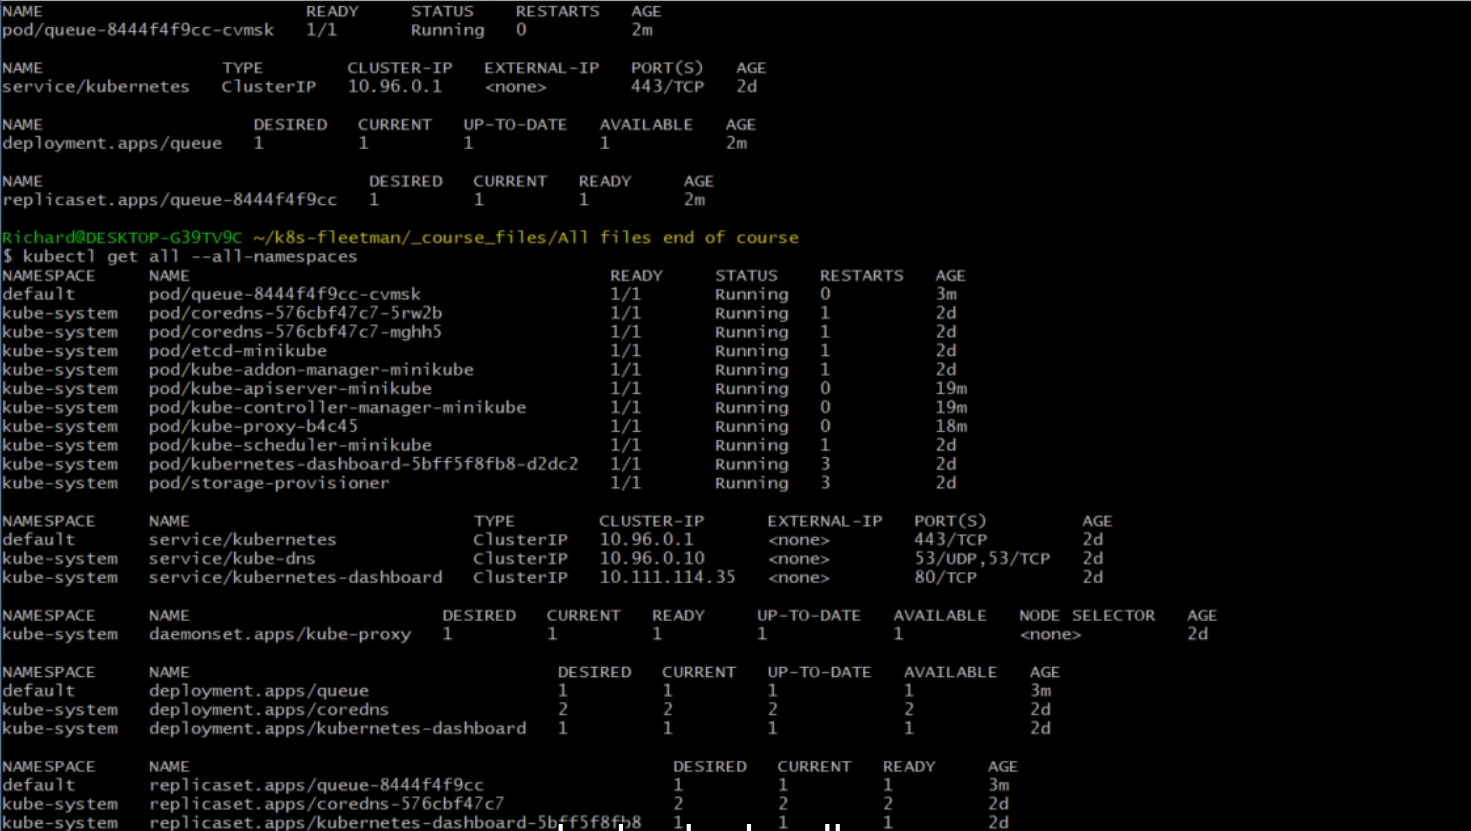 NAME READY STATUS RESTARTS AGE
pod/queue-8444f4f9cc-cvmsk 1/1 Running 0 2m
NAME TYPE CLUSTER-IP EXTERNAL-IP PORT(S) AGE
service/kubernetes ClusterIP 10.96.0.1 <none> 443/TCP 2d
NAME DESIRED CURRENT UP-TO-DATE AVAILABLE AGE
deployment.apps/queue 1 1 1 1 2m
NAME DESIRED CURRENT READY AGE
replicaset.apps/queue-8444f4f9cc 1 1 1 2m
Richard@DESKTOP-G39TV9C ~/k8s-fleetman/_course_files/All files end of course
$ kubectl get all --all-namespaces
NAMESPACE NAME READY STATUS RESTARTS AGE
default pod/queue-8444f4f9cc-cvmsk 1/1 Running 0 3m
kube-system pod/coredns-576cbf47c7-5rw2b 1/1 Running 1 2d
kube-system pod/coredns-576cbf47c7-mghh5 1/1 Running 1 2d
kube-system pod/etcd-minikube 1/1 Running 1 2d
kube-system pod/kube-addon-manager-minikube 1/1 Running 1 2d
kube-system pod/kube-apiserver-minikube 1/1 Running 0 19m
kube-system pod/kube-controller-manager-minikube 1/1 Running 0 19m
kube-system pod/kube-proxy-b4c45 1/1 Running 0 18m
kube-system pod/kube-scheduler-minikube 1/1 Running 1 2d
kube-system pod/kubernetes-dashboard-5bff5f8fb8-d2dc2 1/1 Running 3 2d
kube-system pod/storage-provisioner 1/1 Running 3 2d
NAMESPACE NAME TYPE CLUSTER-IP EXTERNAL-IP PORT(S) AGE
default service/kubernetes ClusterIP 10.96.0.1 <none> 443/TCP 2d
kube-system service/kube-dns ClusterIP 10.96.0.10 <none> 53/UDP,53/TCP 2d
kube-system service/kubernetes-dashboard ClusterIP 10.111.114.35 <none> 80/TCP 2d
NAMESPACE NAME DESIRED CURRENT READY UP-TO-DATE AVAILABLE NODE SELECTOR AGE
kube-system daemonset.apps/kube-proxy 1 1 1 1 1 <none> 2d
NAMESPACE NAME DESIRED CURRENT UP-TO-DATE AVAILABLE AGE
default deployment.apps/queue 1 1 1 1 3m
kube-system deployment.apps/coredns 2 2 2 2 2d
kube-system deployment.apps/kubernetes-dashboard 1 1 1 1 2d
NAMESPACE NAME DESIRED CURRENT READY AGE
default replicaset.apps/queue-8444f4f9cc 1 1 1 3m
kube-system replicaset.apps/coredns-576cbf47c7 2 2 2 2d
kube-system replicaset.apps/kubernetes-dashboard-5bff5f8fb8 1 1 1 2d